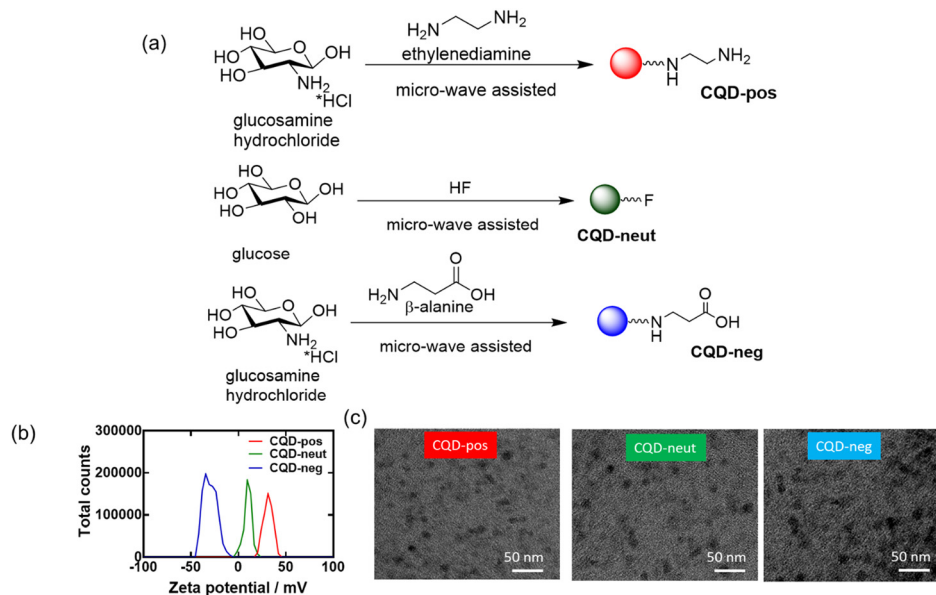 (a)
HO
HO
HO
O
OH
NH2
*HCl
glucosamine
hydrochloride
H2N
NH2
ethylenediamine
micro-wave assisted
N
H
NH2
CQD-pos
HO
HO
HO
O
OH
OH
glucose
HF
micro-wave assisted
F
CQD-neut
HO
HO
HO
O
OH
NH2
*HCl
glucosamine
hydrochloride
O
H2N
OH
β-alanine
micro-wave assisted
N
H
O
OH
CQD-neg
(b)
300000
200000
100000
0
Total counts
CQD-pos
CQD-neut
CQD-neg
-100 -50 0 50 100
Zeta potential / mV
(c)
CQD-pos
50 nm
CQD-neut
50 nm
CQD-neg
50 nm